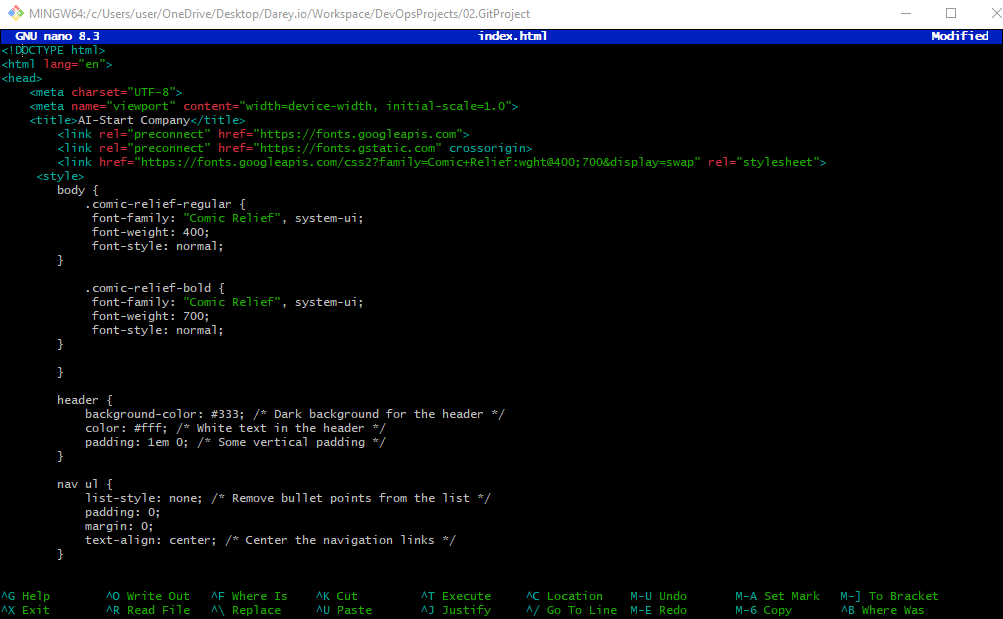 MINGW64:/c/Users/user/OneDrive/Desktop/Darey.io/Workspace/DevOpsProjects/02.GitProject
GNU nano 8.3 index.html Modified
<!DOCTYPE html>
<html lang="en">
<head>
    <meta charset="UTF-8">
    <meta name="viewport" content="width=device-width, initial-scale=1.0">
    <title>AI-Start Company</title>
        <link rel="preconnect" href="https://fonts.googleapis.com">
        <link rel="preconnect" href="https://fonts.gstatic.com" crossorigin>
        <link href="https://fonts.googleapis.com/css2?family=Comic+Relief:wght@400;700&display=swap" rel="stylesheet">
     <style>
        body {
            .comic-relief-regular {
             font-family: "Comic Relief", system-ui;
             font-weight: 400;
             font-style: normal;
        }

            .comic-relief-bold {
             font-family: "Comic Relief", system-ui;
             font-weight: 700;
             font-style: normal;
        }

        }

        header {
            background-color: #333; /* Dark background for the header */
            color: #fff; /* White text in the header */
            padding: 1em 0; /* Some vertical padding */
        }

        nav ul {
            list-style: none; /* Remove bullet points from the list */
            padding: 0;
            margin: 0;
            text-align: center; /* Center the navigation links */
        }

^G Help ^O Write Out ^F Where Is ^K Cut ^T Execute ^C Location M-U Undo M-A Set Mark M-] To Bracket
^X Exit ^R Read File ^\ Replace ^U Paste ^J Justify ^/ Go To Line M-E Redo M-6 Copy ^B Where Was